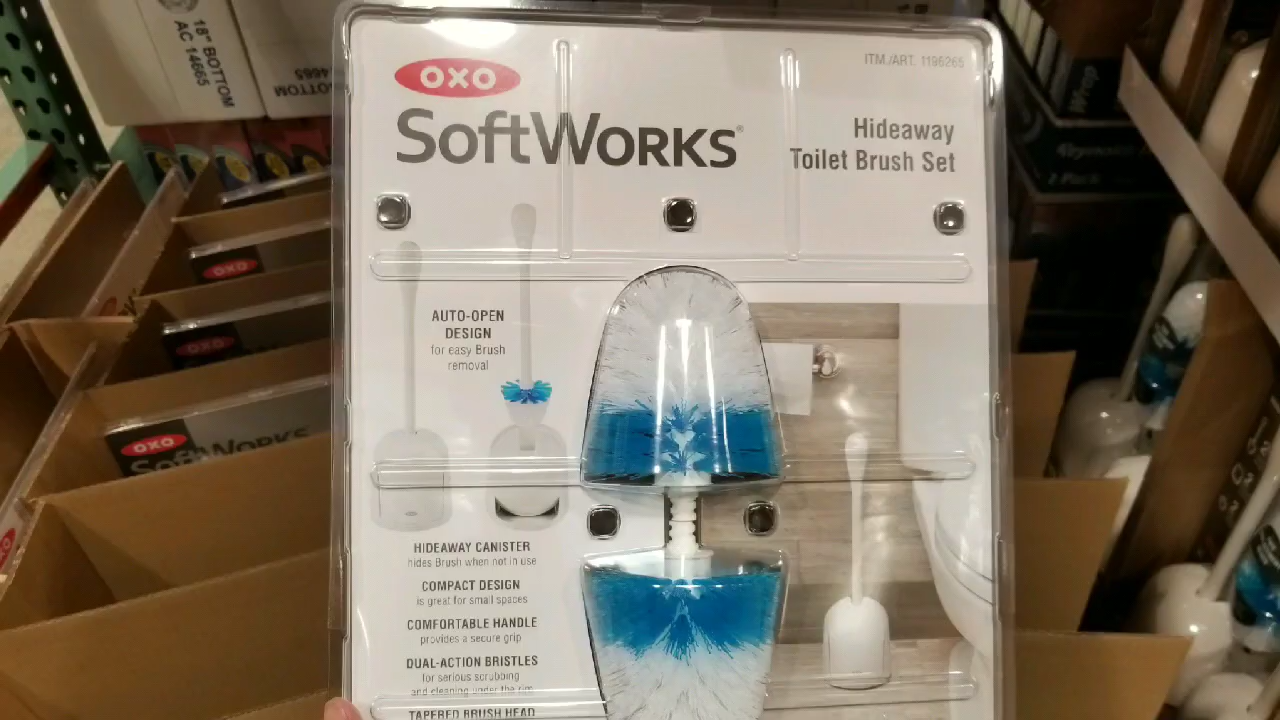 18" BOTTOM
AC 14665
BOTTOM
14665
OXO
SoftWORKS®
ITM./ART. 1196265
Hideaway
Toilet Brush Set
AUTO-OPEN
DESIGN
for easy Brush
removal
HIDEAWAY CANISTER
hides Brush when not in use
COMPACT DESIGN
is great for small spaces
COMFORTABLE HANDLE
provides a secure grip
DUAL-ACTION BRISTLES
for serious scrubbing
and cleaning under the rim
TAPERED BRUSH HEAD
OXO
OXO
OXO
SoftWORKS
Wrap